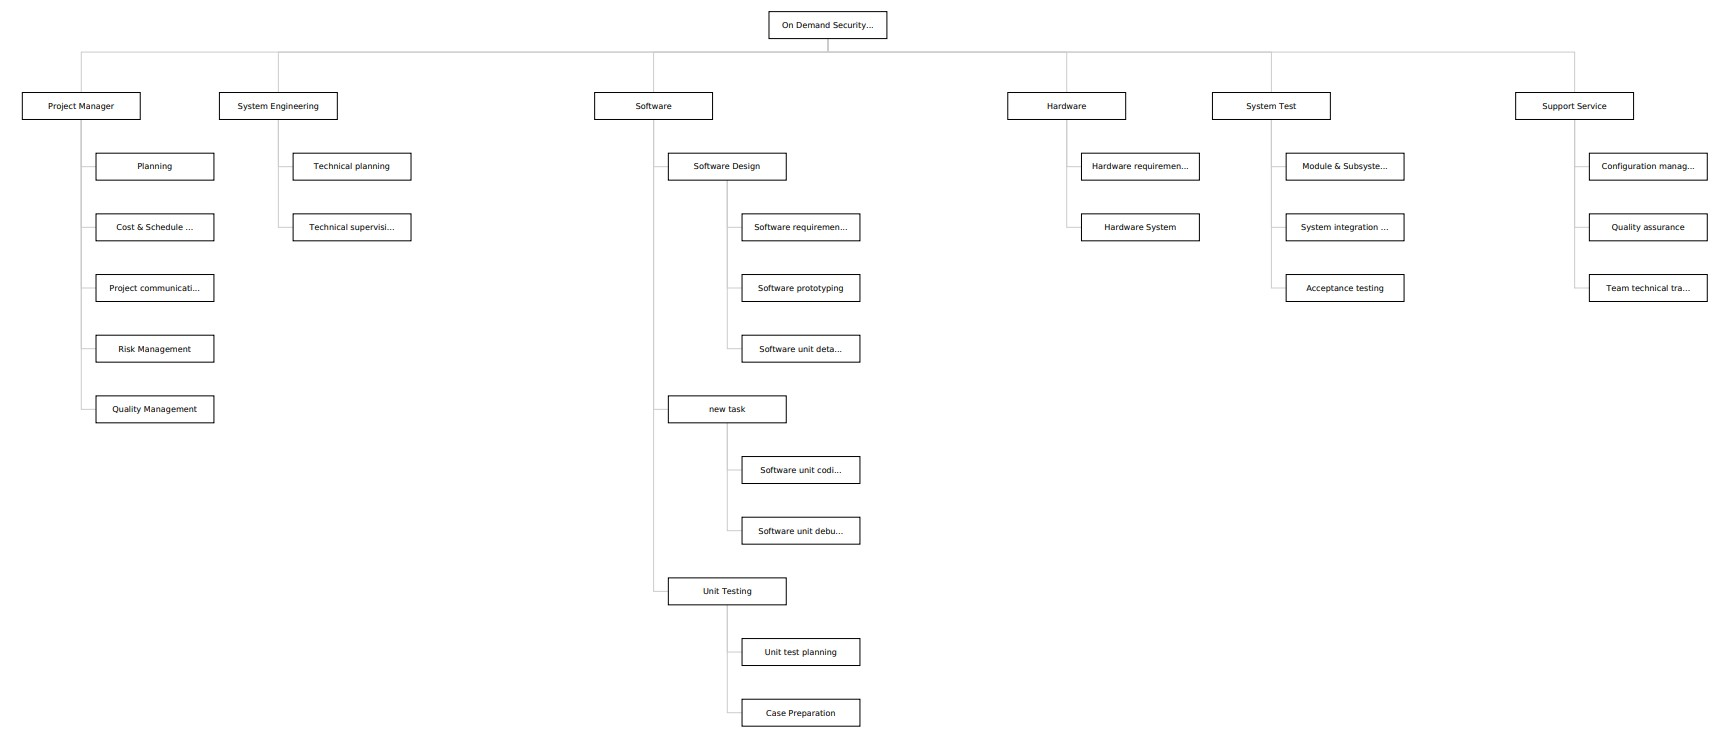 On Demand Security...
Project Manager
Planning
Cost & Schedule ...
Project communicati...
Risk Management
Quality Management
System Engineering
Technical planning
Technical supervisi...
Software
Software Design
Software requiremen...
Software prototyping
Software unit deta...
new task
Software unit codi...
Software unit debu...
Unit Testing
Unit test planning
Case Preparation
Hardware
Hardware requiremen...
Hardware System
System Test
Module & Subsyste...
System integration ...
Acceptance testing
Support Service
Configuration manag...
Quality assurance
Team technical tra...